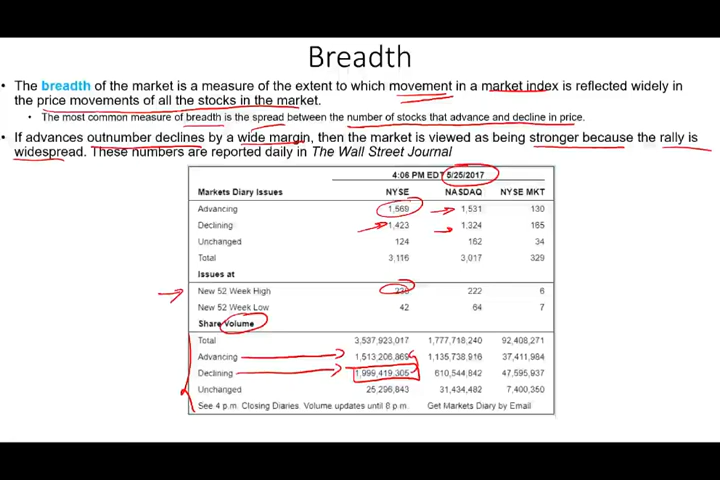 Breadth
• The breadth of the market is a measure of the extent to which movement in a market index is reflected widely in
the price movements of all the stocks in the market.
• The most common measure of breadth is the spread between the number of stocks that advance and decline in price.
• If advances outnumber declines by a wide margin, then the market is viewed as being stronger because the rally is
widespread. These numbers are reported daily in The Wall Street Journal
4:06 PM EDT 5/25/2017
Markets Diary Issues NYSE NASDAQ NYSE MKT
Advancing 1,569 1,531 130
Declining 1,423 1,324 165
Unchanged 124 162 34
Total 3,116 3,017 329
Issues at
New 52 Week High 222 6
New 52 Week Low 42 64 7
Share Volume
Total 3,537,923,017 1,777,718,240 92,408,271
Advancing 1,513,206,869 1,135,738,916 37,411,984
Declining 1,999,419,305 610,544,842 47,595,937
Unchanged 25,296,843 31,434,482 7,400,350
See 4 p.m. Closing Diaries. Volume updates until 8 p.m. Get Markets Diary by Email